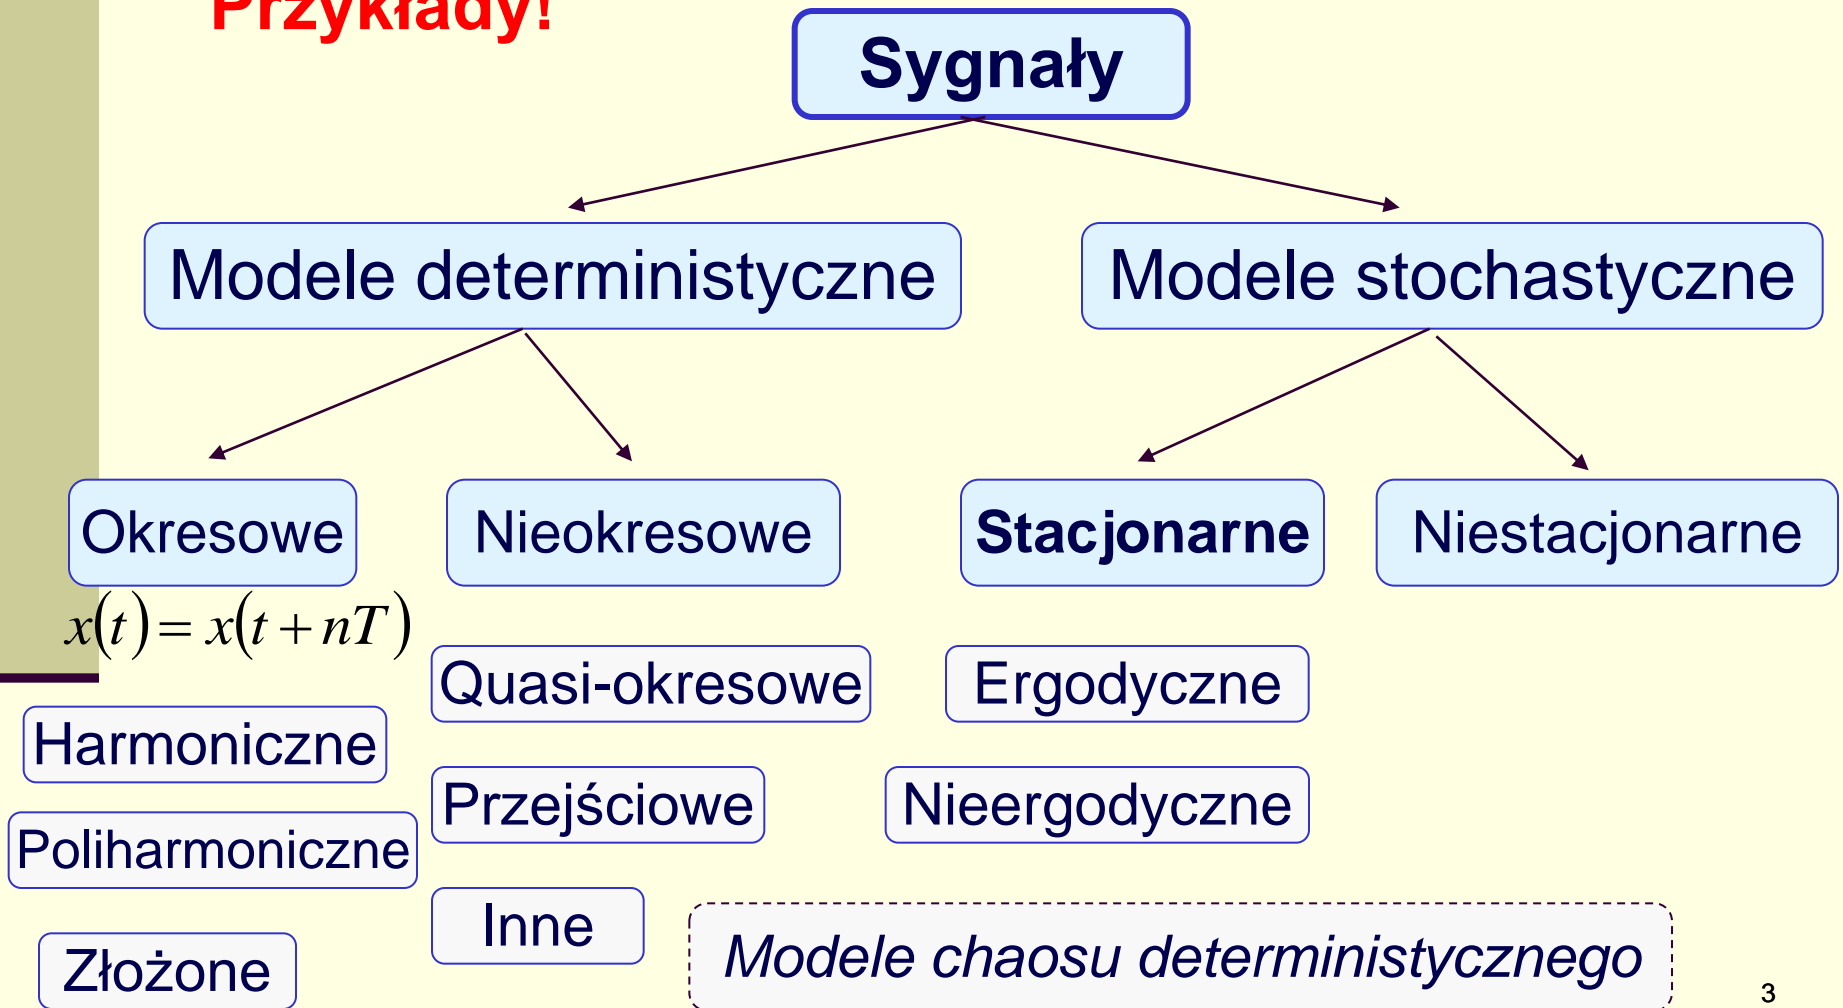 Przykłady!
Sygnały
Modele deterministyczne
Modele stochastyczne
Okresowe
Nieokresowe
Stacjonarne
Niestacjonarne
x(t) = x(t + nT)
Quasi-okresowe
Ergodyczne
Harmoniczne
Przejściowe
Nieergodyczne
Poliharmoniczne
Inne
Modele chaosu deterministycznego
Złożone
3